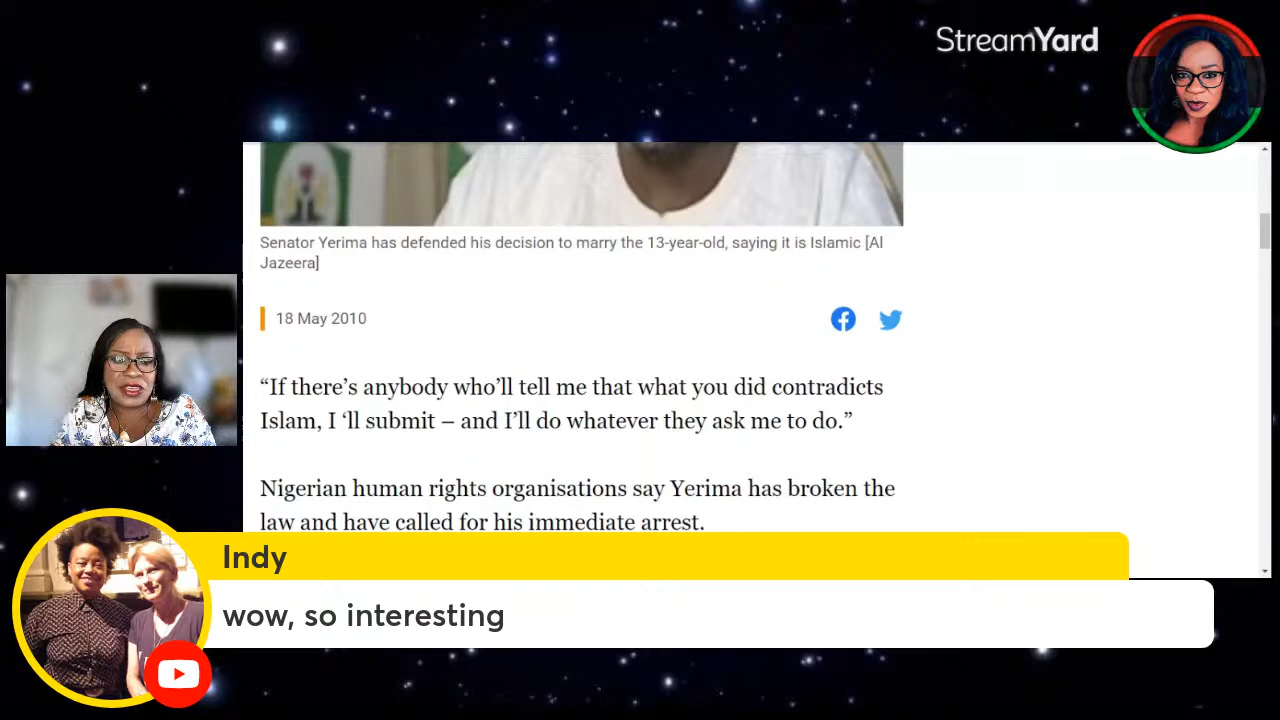 StreamYard
Senator Yerima has defended his decision to marry the 13-year-old, saying it is Islamic [Al
Jazeera]
18 May 2010
“If there’s anybody who’ll tell me that what you did contradicts
Islam, I ‘ll submit – and I’ll do whatever they ask me to do.”
Nigerian human rights organisations say Yerima has broken the
law and have called for his immediate arrest.
Indy
wow, so interesting